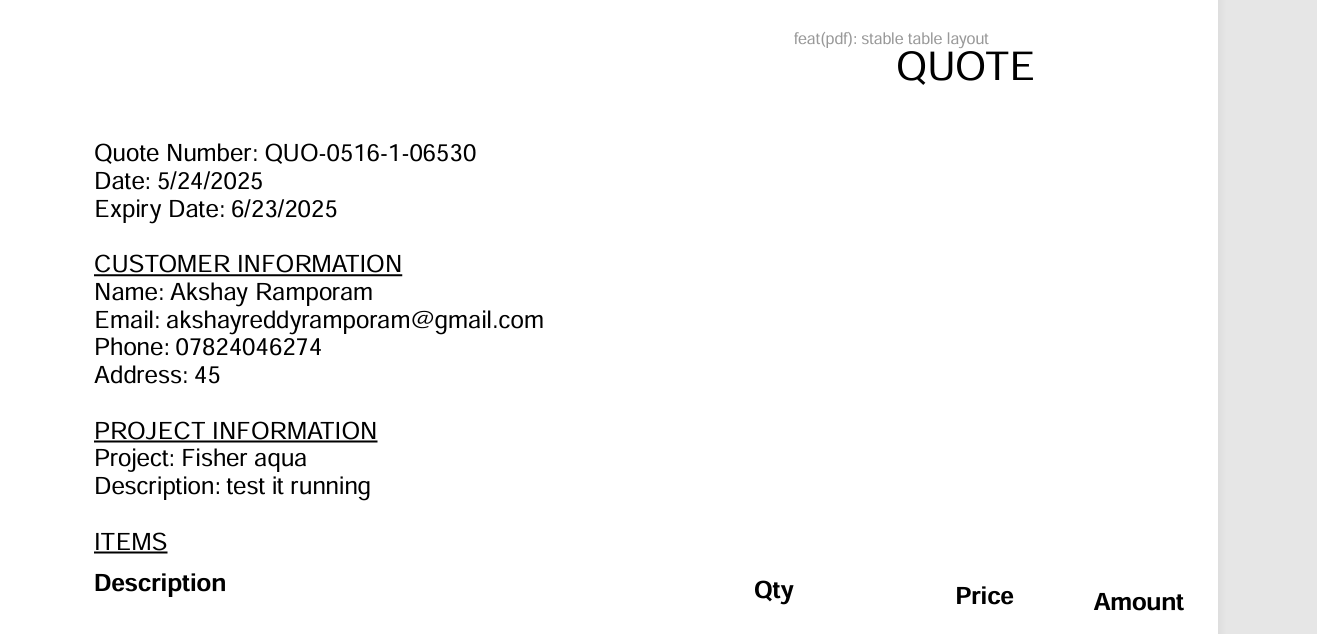 feat(pdf): stable table layout
QUOTE
Quote Number: QUO-0516-1-06530
Date: 5/24/2025
Expiry Date: 6/23/2025
CUSTOMER INFORMATION
Name: Akshay Ramporam
Email: akshayreddyramporam@gmail.com
Phone: 07824046274
Address: 45
PROJECT INFORMATION
Project: Fisher aqua
Description: test it running
ITEMS
Description Qty Price Amount